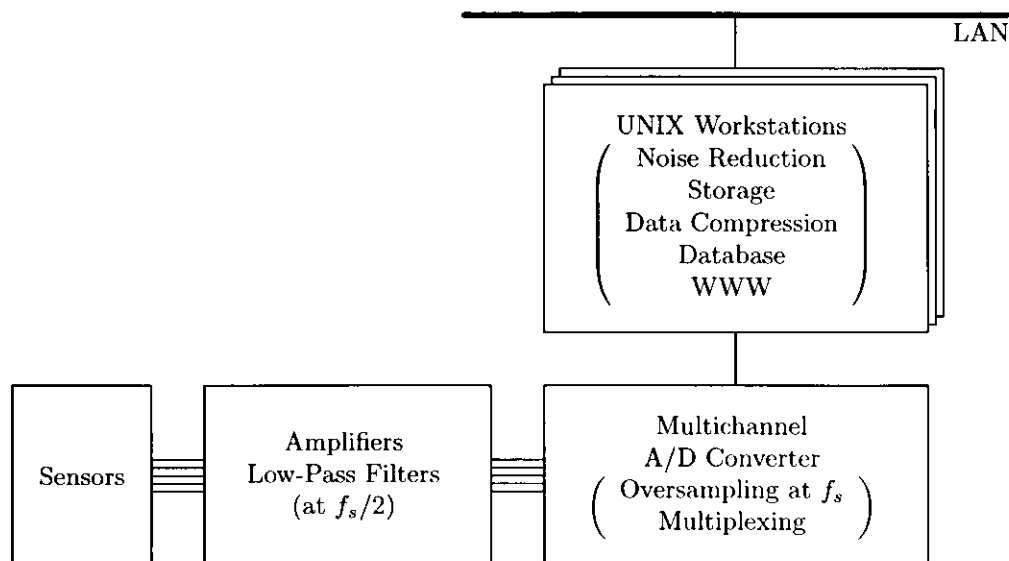 LAN
UNIX Workstations
Noise Reduction
Storage
Data Compression
Database
WWW
Sensors
Amplifiers
Low-Pass Filters
(at f_s/2)
Multichannel
A/D Converter
( Oversampling at f_s
Multiplexing )